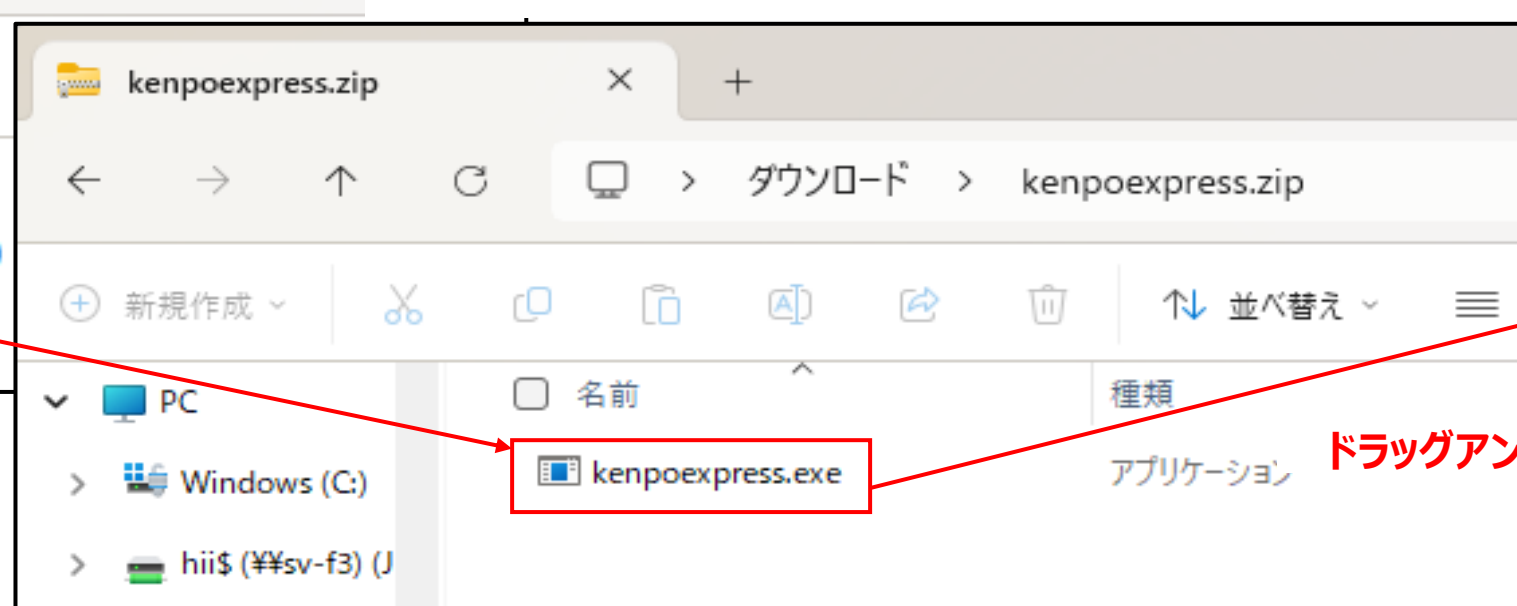 kenpoexpress.zip
ダウンロード > kenpoexpress.zip
新規作成
並べ替え
名前
種類
PC
kenpoexpress.exe
アプリケーション
ドラッグアン
Windows (C:)
hii$ (¥¥sv-f3) (J